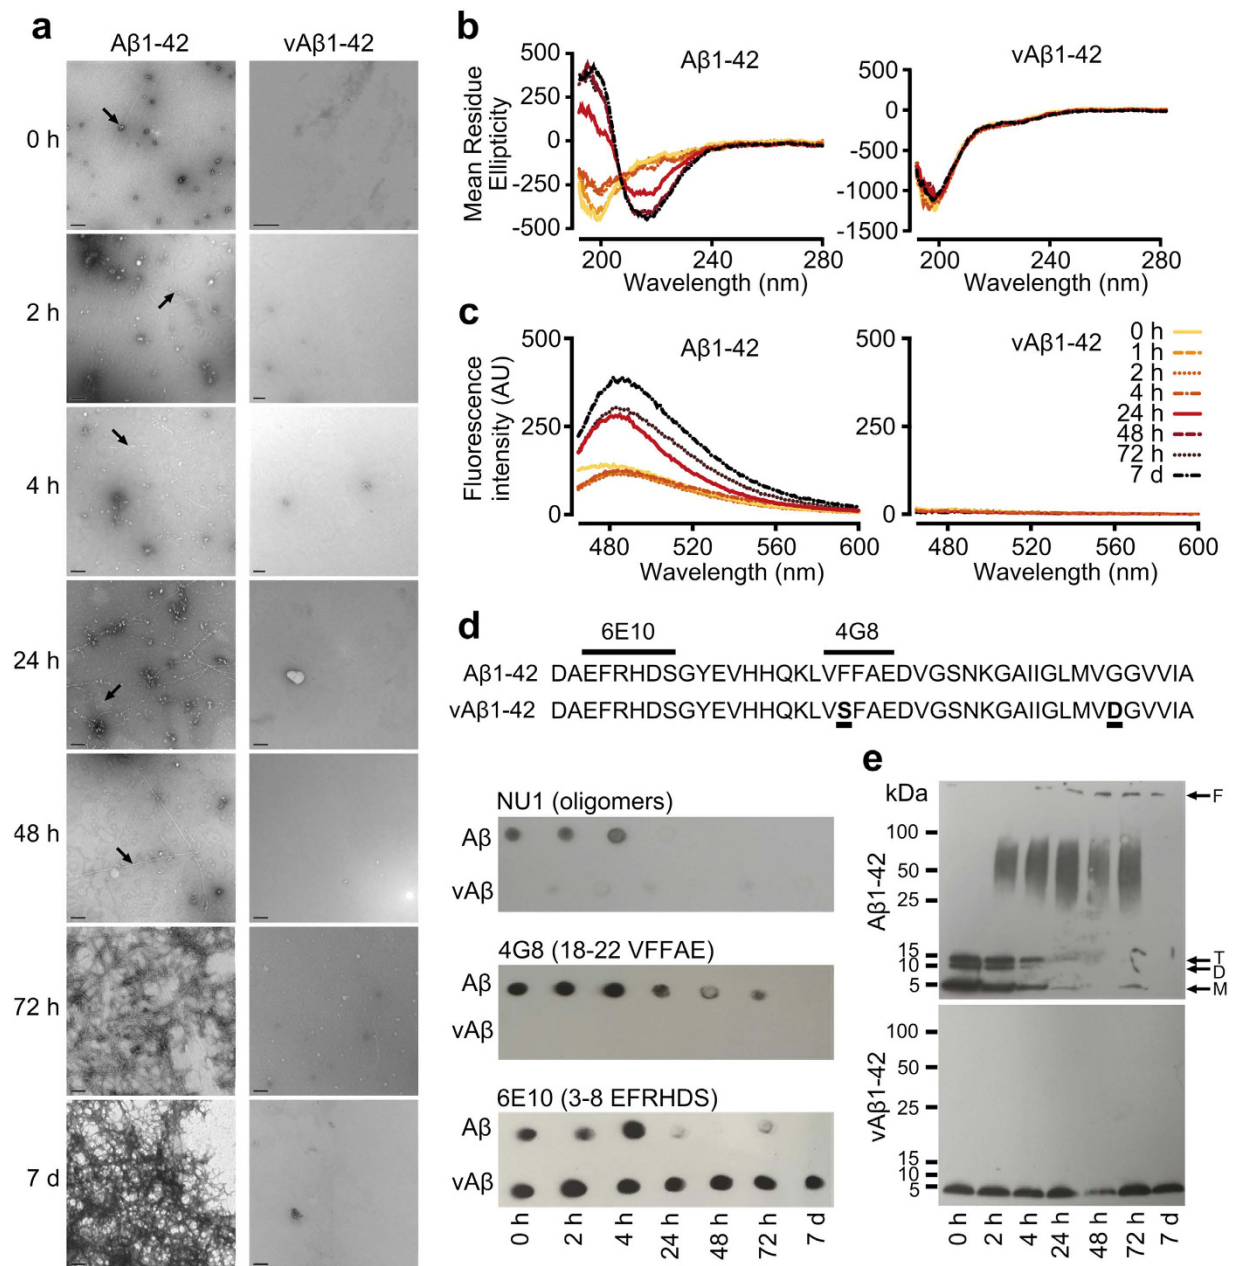 a
Aβ1-42
vAβ1-42
0 h
2 h
4 h
24 h
48 h
72 h
7 d
b
Aβ1-42
vAβ1-42
Mean Residue
Ellipticity
500
250
0
-250
-500
200
240
280
Wavelength (nm)
500
0
-500
-1000
-1500
200
240
280
Wavelength (nm)
c
Aβ1-42
vAβ1-42
Fluorescence
intensity (AU)
500
250
0
480
520
560
600
Wavelength (nm)
500
250
0
480
520
560
600
Wavelength (nm)
0 h
1 h
2 h
4 h
24 h
48 h
72 h
7 d
d
6E10
4G8
Aβ1-42 DAEFRHDSGYEVHHQKLVFFAEDVGSNKGAIIGLMVGGVVIA
vAβ1-42 DAEFRHDSGYEVHHQKLVSFAEDVGSNKGAIIGLMVDGVVIA
NU1 (oligomers)
Aβ
vAβ
4G8 (18-22 VFFAE)
Aβ
vAβ
6E10 (3-8 EFRHDS)
Aβ
vAβ
0 h
2 h
4 h
24 h
48 h
72 h
7 d
e
kDa
Aβ1-42
100
50
25
15
10
5
F
T
D
M
vAβ1-42
100
50
25
15
10
5
0 h
2 h
4 h
24 h
48 h
72 h
7 d